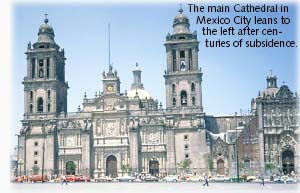 The main Cathedral in
Mexico City leans to
the left after cen-
turies of subsidence.